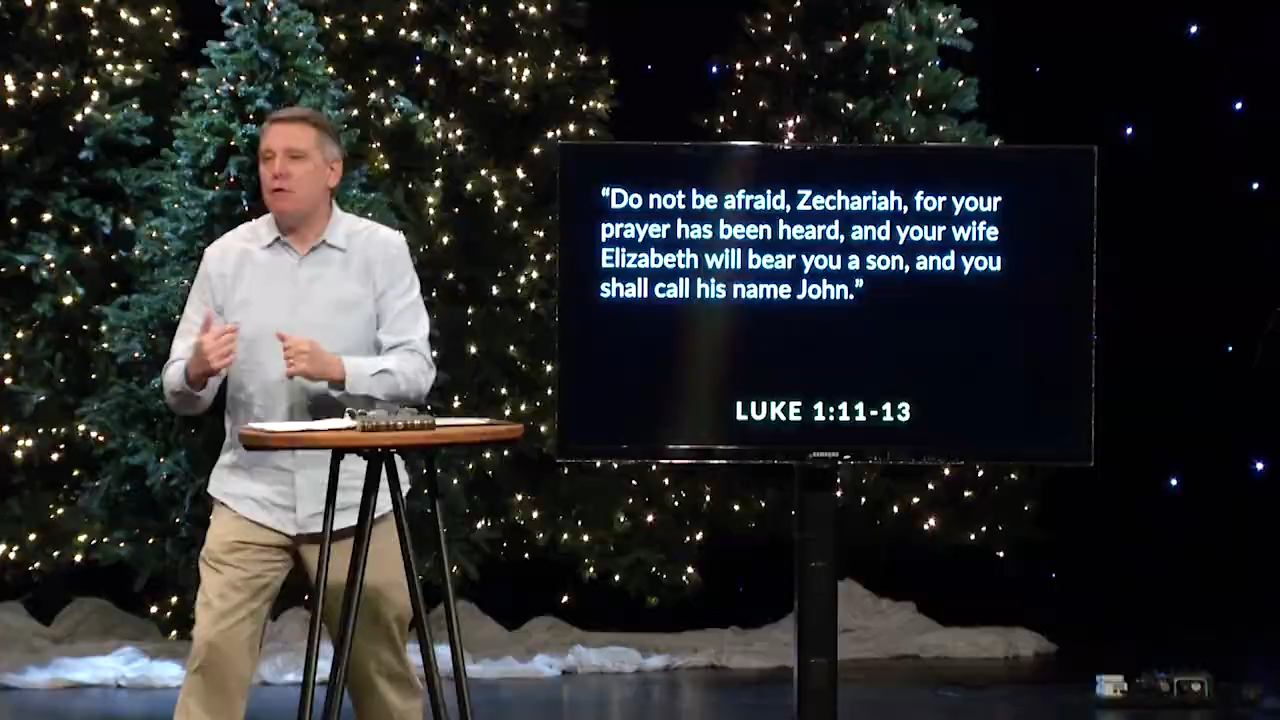 “Do not be afraid, Zechariah, for your
prayer has been heard, and your wife
Elizabeth will bear you a son, and you
shall call his name John.”
LUKE 1:11-13
SAMSUNG